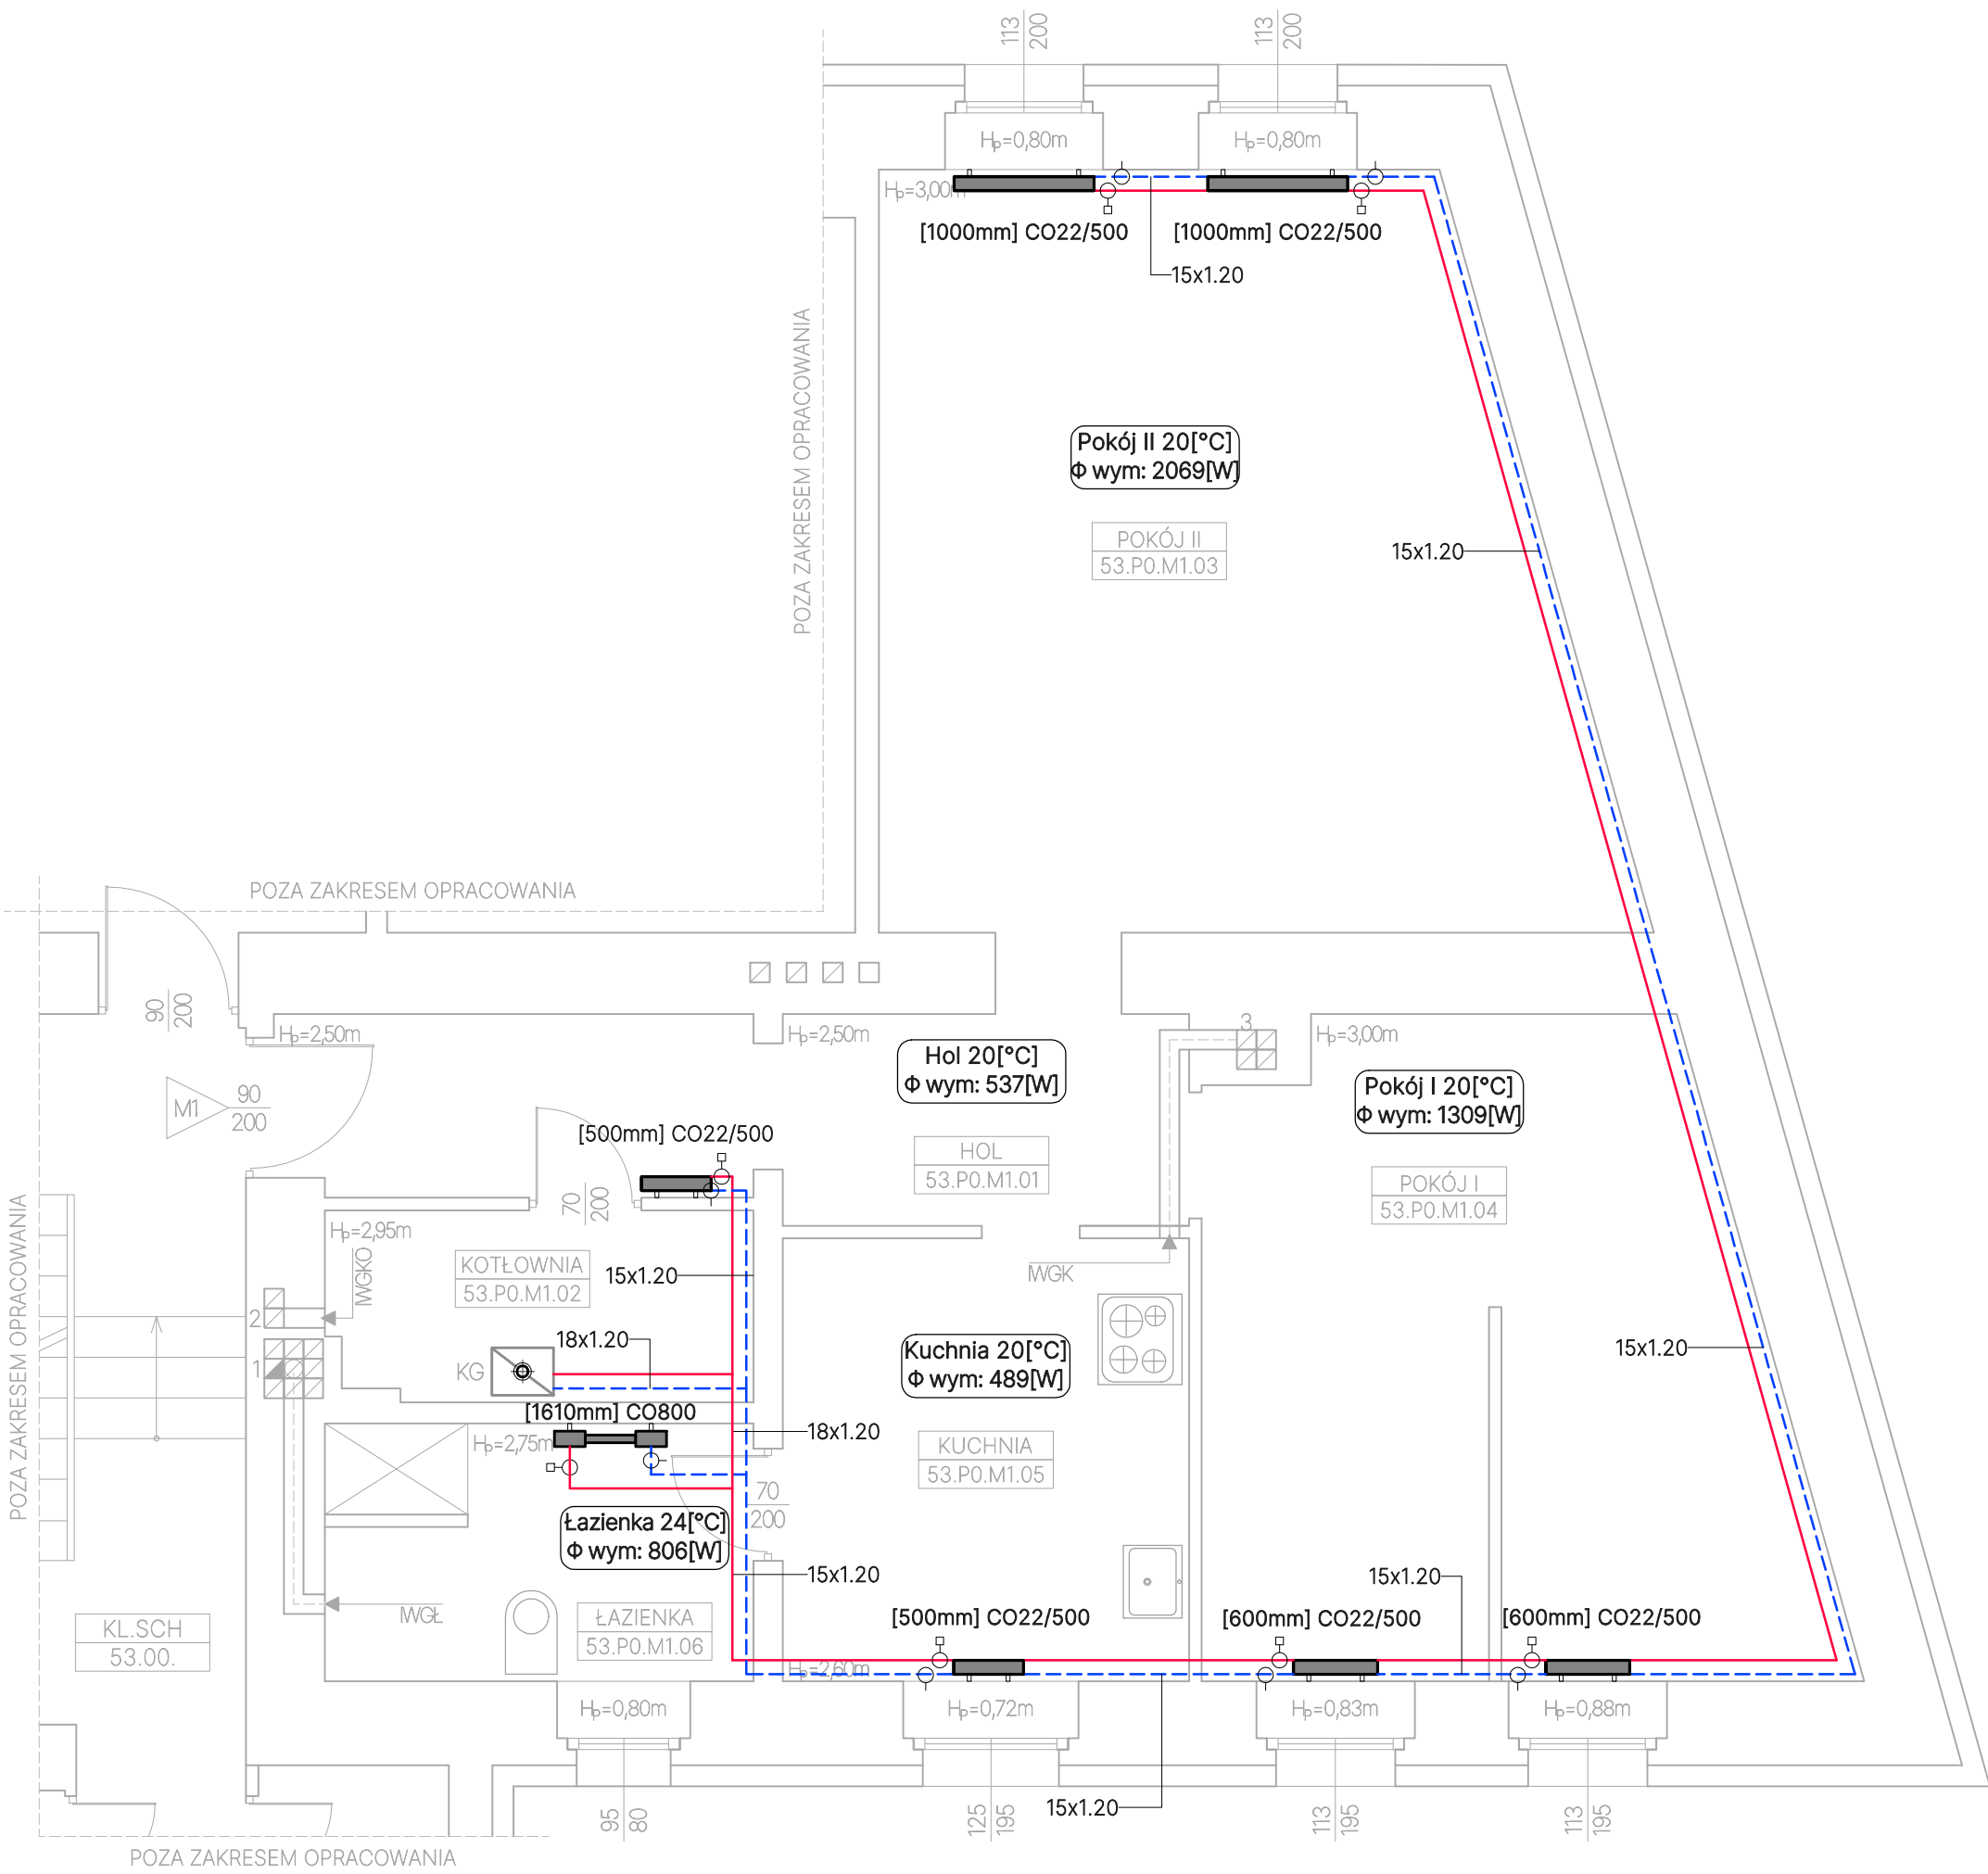 113
200
113
200
Hp=0,80m
Hp=0,80m
Hp=3,00m
[1000mm] CO22/500
[1000mm] CO22/500
15x1.20
POZA ZAKRESEM OPRACOWANIA
Pokój II 20[°C]
Φ wym: 2069[W]
POKÓJ II
53.P0.M1.03
15x1.20
POZA ZAKRESEM OPRACOWANIA
90
200
Hp=2,50m
Hp=2,50m
3
Hp=3,00m
Hol 20[°C]
Φ wym: 537[W]
Pokój I 20[°C]
Φ wym: 1309[W]
M1
90
200
[500mm] CO22/500
HOL
53.P0.M1.01
POKÓJ I
53.P0.M1.04
70
200
POZA ZAKRESEM OPRACOWANIA
Hp=2,95m
IWGKO
KOTŁOWNIA
53.P0.M1.02
15x1.20
IWGK
2
1
18x1.20
KG
Kuchnia 20[°C]
Φ wym: 489[W]
15x1.20
[1610mm] CO800
Hp=2,75m
18x1.20
KUCHNIA
53.P0.M1.05
70
200
Łazienka 24[°C]
Φ wym: 806[W]
15x1.20
15x1.20
IWGŁ
ŁAZIENKA
53.P0.M1.06
[500mm] CO22/500
[600mm] CO22/500
[600mm] CO22/500
KL.SCH
53.00.
Hp=2,60m
Hp=0,80m
Hp=0,72m
Hp=0,83m
Hp=0,88m
15x1.20
95
80
125
195
113
195
113
195
POZA ZAKRESEM OPRACOWANIA